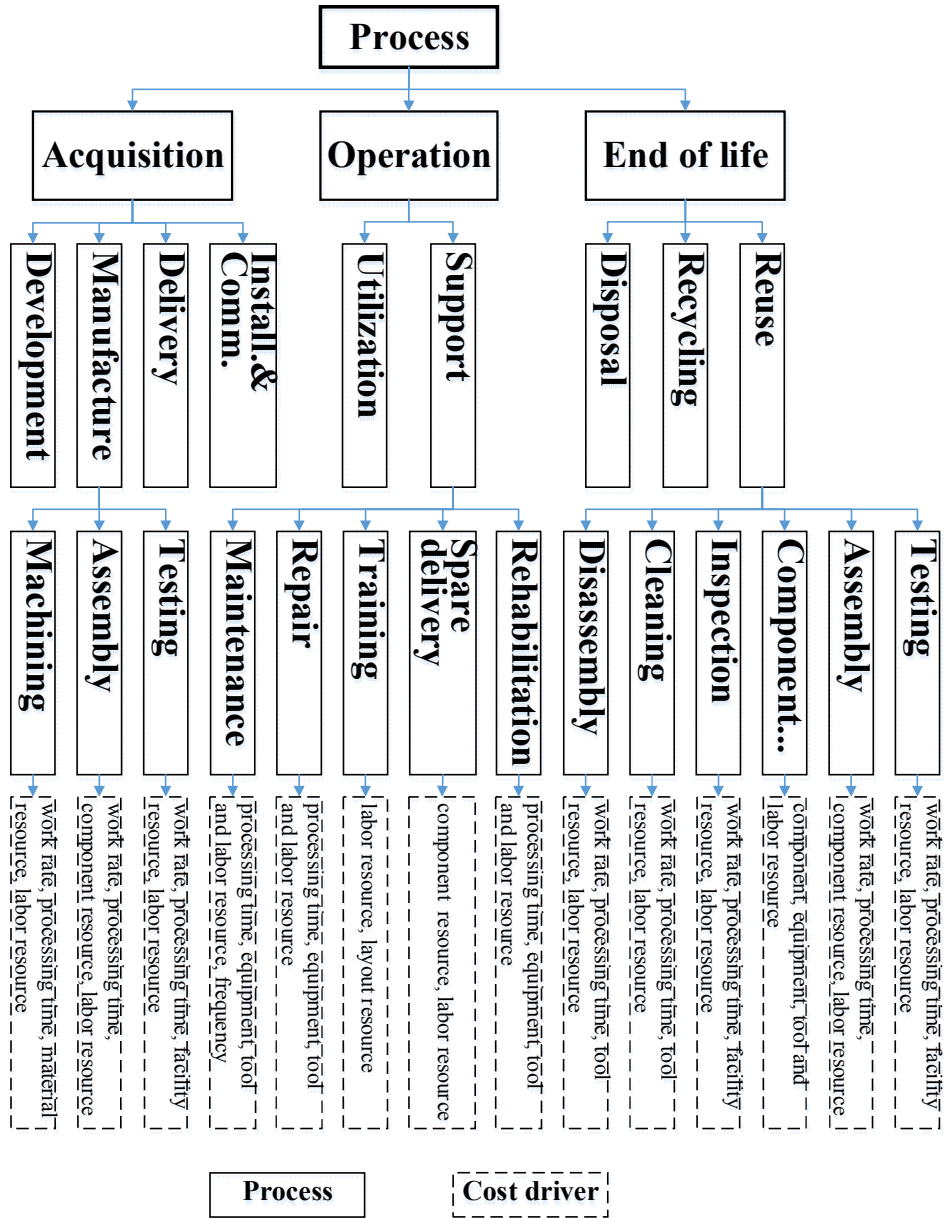 Process
Acquisition
Operation
End of life
Development
Manufacture
Delivery
Install.&
Comm.
Utilization
Support
Disposal
Recycling
Reuse
Machining
Assembly
Testing
Maintenance
Repair
Training
Spare
delivery
Rehabilitation
Disassembly
Cleaning
Inspection
Component...
Assembly
Testing
work rate, processing time, material
resource, labor resource
work rate, processing time,
component resource, labor resource
work rate, processing time, facility
resource, labor resource
processing time, equipment, tool
and labor resource, frequency
processing time, equipment, tool
and labor resource
labor resource, layout resource
component resource, labor resource
processing time, equipment, tool
and labor resource
work rate, processing time, tool
resource, labor resource
work rate, processing time, tool
resource, labor resource
work rate, processing time, facility
resource, labor resource
component, equipment, tool and
labor resource
work rate, processing time,
component resource, labor resource
work rate, processing time, facility
resource, labor resource
Process
Cost driver